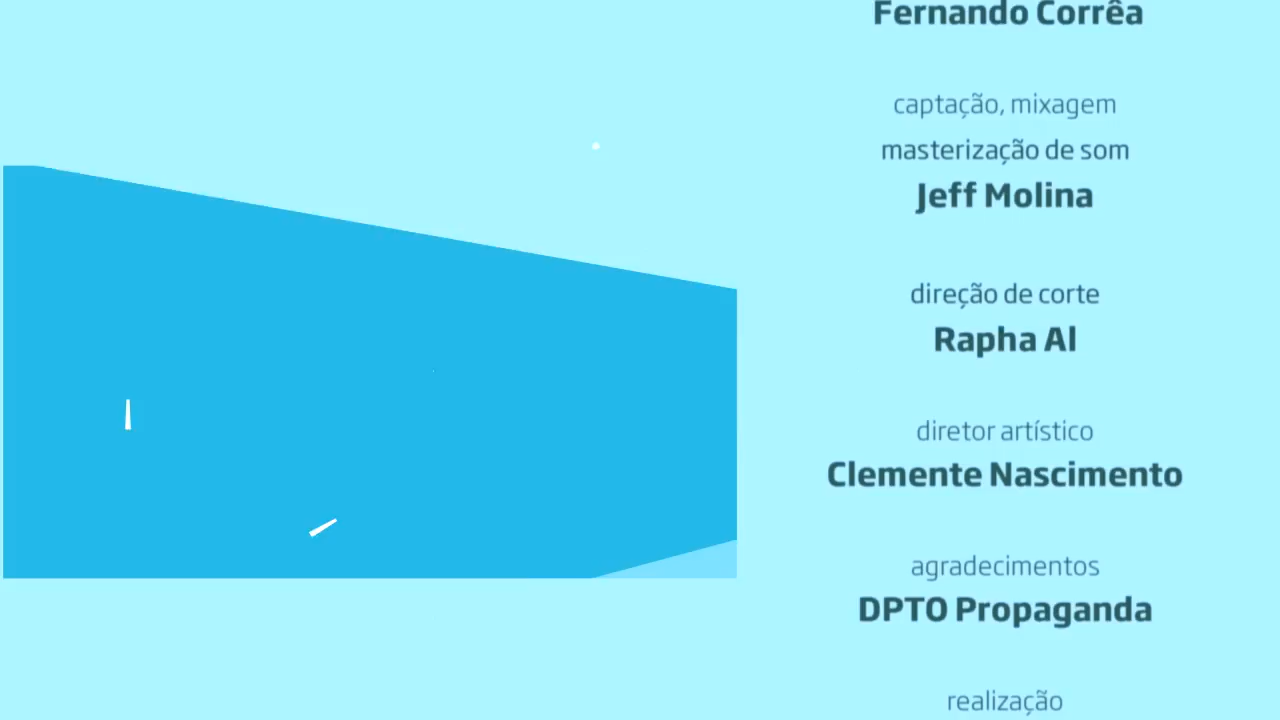 Fernando Corrêa
captação, mixagem
masterização de som
Jeff Molina
direção de corte
Rapha Al
diretor artístico
Clemente Nascimento
agradecimentos
DPTO Propaganda
realização